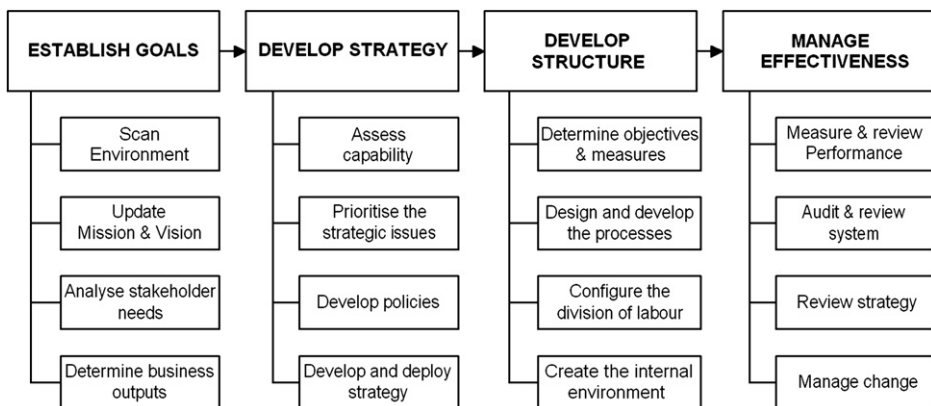 ESTABLISH GOALS
Scan
Environment
Update
Mission & Vision
Analyse stakeholder
needs
Determine business
outputs
DEVELOP STRATEGY
Assess
capability
Prioritise the
strategic issues
Develop policies
Develop and deploy
strategy
DEVELOP
STRUCTURE
Determine objectives
& measures
Design and develop
the processes
Configure the
division of labour
Create the internal
environment
MANAGE
EFFECTIVENESS
Measure & review
Performance
Audit & review
system
Review strategy
Manage change